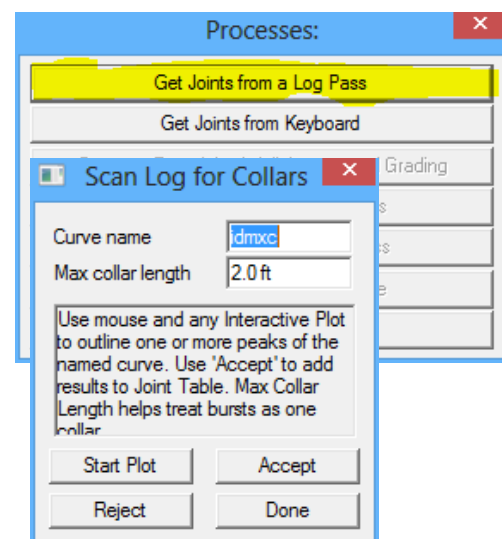 Processes:
Get Joints from a Log Pass
Get Joints from Keyboard
Grading
Scan Log for Collars
Curve name
idmxc
Max collar length
2.0 ft
Use mouse and any Interactive Plot
to outline one or more peaks of the
named curve. Use 'Accept' to add
results to Joint Table. Max Collar
Length helps treat bursts as one
collar
Start Plot
Accept
Reject
Done